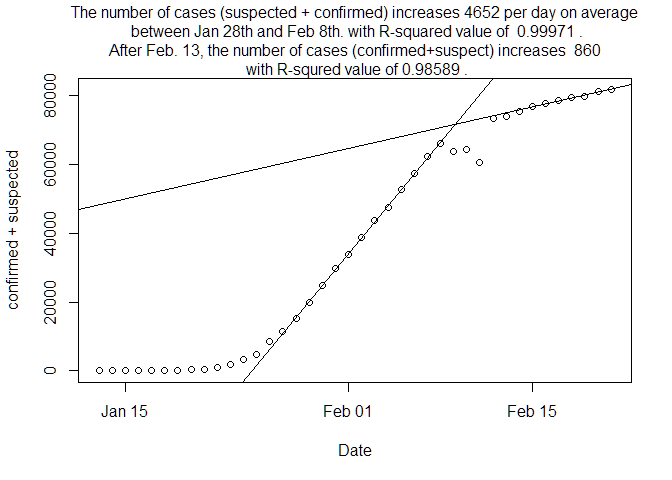 The number of cases (suspected + confirmed) increases 4652 per day on average
between Jan 28th and Feb 8th. with R-squared value of  0.99971 .
After Feb. 13, the number of cases (confirmed+suspect) increases  860
with R-squred value of 0.98589 .
confirmed + suspected
80000
60000
40000
20000
0
Jan 15
Feb 01
Feb 15
Date